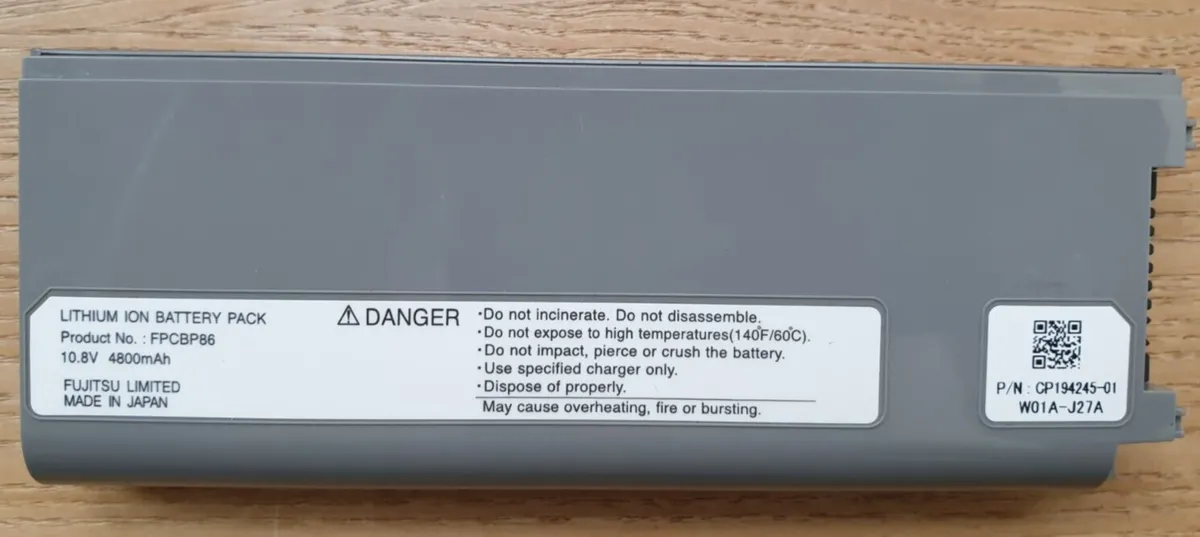 LITHIUM ION BATTERY PACK
Product No. : FPCBP86
10.8V 4800mAh
FUJITSU LIMITED
MADE IN JAPAN
⚠DANGER
・Do not incinerate. Do not disassemble.
・Do not expose to high temperatures(140°F/60°C).
・Do not impact, pierce or crush the battery.
・Use specified charger only.
・Dispose of properly.
May cause overheating, fire or bursting.
P/N : CP194245-01
W01A-J27A